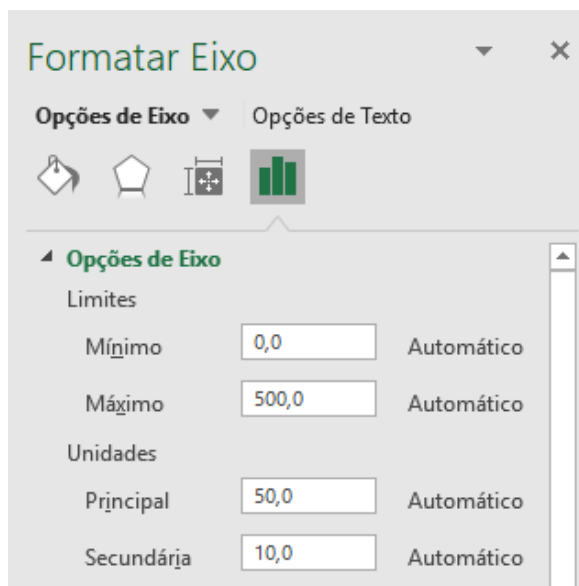 Formatar Eixo
Opções de Eixo Opções de Texto
Opções de Eixo
Limites
Mínimo 0,0 Automático
Máximo 500,0 Automático
Unidades
Principal 50,0 Automático
Secundária 10,0 Automático